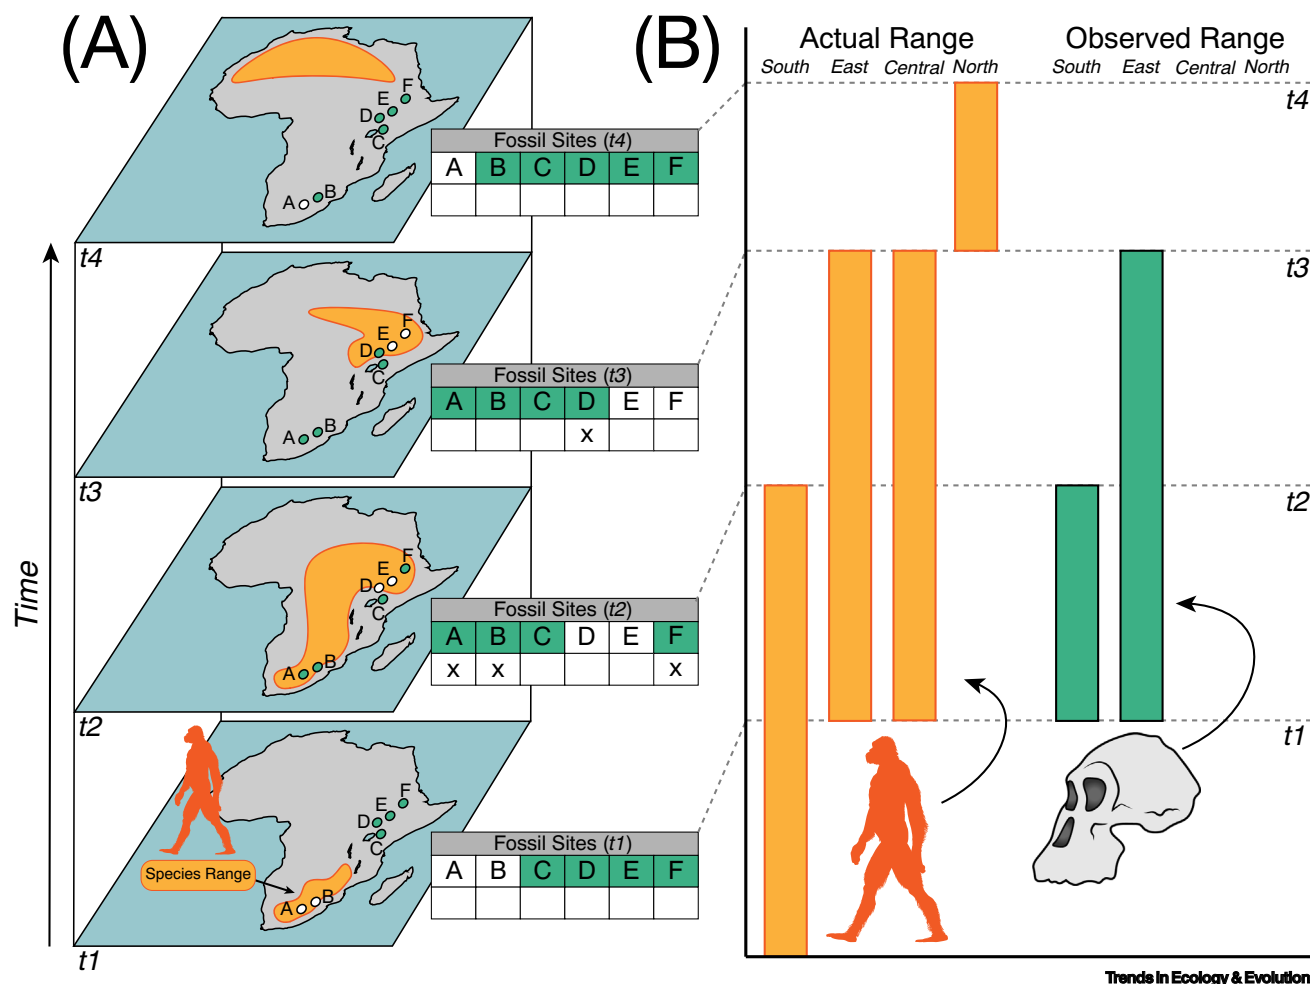 (A)
F
E
D
C
B
A
Fossil Sites (t4)
A B C D E F
t4
F
E
D
C
B
A
Fossil Sites (t3)
A B C D E F
x
t3
F
E
D
C
B
A
Fossil Sites (t2)
A B C D E F
x x x
t2
F
E
D
C
B
A
Species Range
Fossil Sites (t1)
A B C D E F
t1
Time
(B)
Actual Range Observed Range
South East Central North South East Central North
t4
t3
t2
t1
Trends in Ecology & Evolution